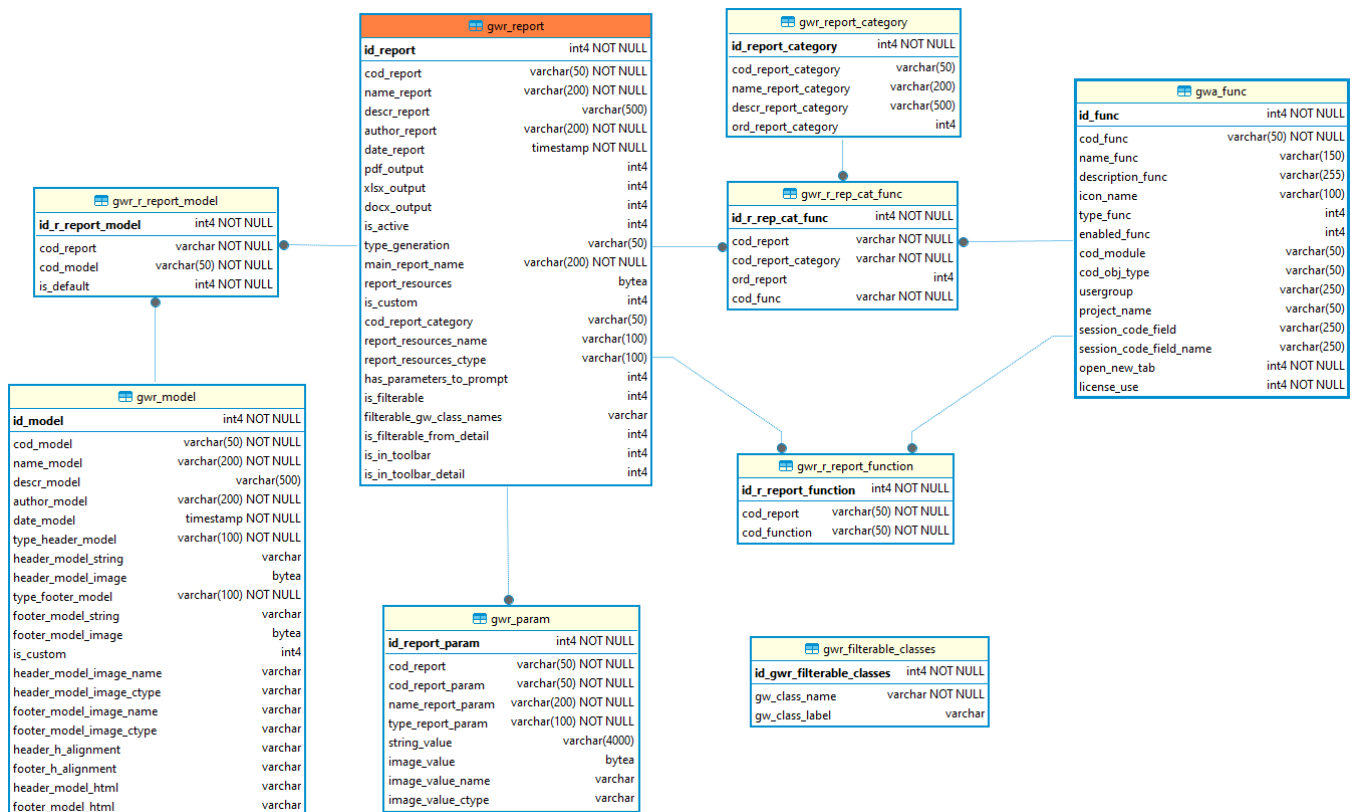 gwr_report
id_report int4 NOT NULL
cod_report varchar(50) NOT NULL
name_report varchar(200) NOT NULL
descr_report varchar(500)
author_report varchar(200) NOT NULL
date_report timestamp NOT NULL
pdf_output int4
xlsx_output int4
docx_output int4
is_active int4
type_generation varchar(50)
main_report_name varchar(200) NOT NULL
report_resources bytea
is_custom int4
cod_report_category varchar(50)
report_resources_name varchar(100)
report_resources_ctype varchar(100)
has_parameters_to_prompt int4
is_filterable int4
filterable_gw_class_names varchar
is_filterable_from_detail int4
is_in_toolbar int4
is_in_toolbar_detail int4
gwr_report_category
id_report_category int4 NOT NULL
cod_report_category varchar(50)
name_report_category varchar(200)
descr_report_category varchar(500)
ord_report_category int4
gwa_func
id_func int4 NOT NULL
cod_func varchar(50) NOT NULL
name_func varchar(150)
description_func varchar(255)
icon_name varchar(100)
type_func int4
enabled_func int4
cod_module varchar(50)
cod_obj_type varchar(50)
usergroup varchar(250)
project_name varchar(50)
session_code_field varchar(250)
session_code_field_name varchar(250)
open_new_tab int4 NOT NULL
license_use int4 NOT NULL
gwr_r_report_model
id_r_report_model int4 NOT NULL
cod_report varchar NOT NULL
cod_model varchar(50) NOT NULL
is_default int4 NOT NULL
gwr_r_rep_cat_func
id_r_rep_cat_func int4 NOT NULL
cod_report varchar NOT NULL
cod_report_category varchar NOT NULL
ord_report int4
cod_func varchar NOT NULL
gwr_model
id_model int4 NOT NULL
cod_model varchar(50) NOT NULL
name_model varchar(200) NOT NULL
descr_model varchar(500)
author_model varchar(200) NOT NULL
date_model timestamp NOT NULL
type_header_model varchar(100) NOT NULL
header_model_string varchar
header_model_image bytea
type_footer_model varchar(100) NOT NULL
footer_model_string varchar
footer_model_image bytea
is_custom int4
header_model_image_name varchar
header_model_image_ctype varchar
footer_model_image_name varchar
footer_model_image_ctype varchar
header_h_alignment varchar
footer_h_alignment varchar
header_model_html varchar
footer_model_html varchar
gwr_r_report_function
id_r_report_function int4 NOT NULL
cod_report varchar(50) NOT NULL
cod_function varchar(50) NOT NULL
gwr_param
id_report_param int4 NOT NULL
cod_report varchar(50) NOT NULL
cod_report_param varchar(50) NOT NULL
name_report_param varchar(200) NOT NULL
type_report_param varchar(100) NOT NULL
string_value varchar(4000)
image_value bytea
image_value_name varchar
image_value_ctype varchar
gwr_filterable_classes
id_gwr_filterable_classes int4 NOT NULL
gw_class_name varchar NOT NULL
gw_class_label varchar